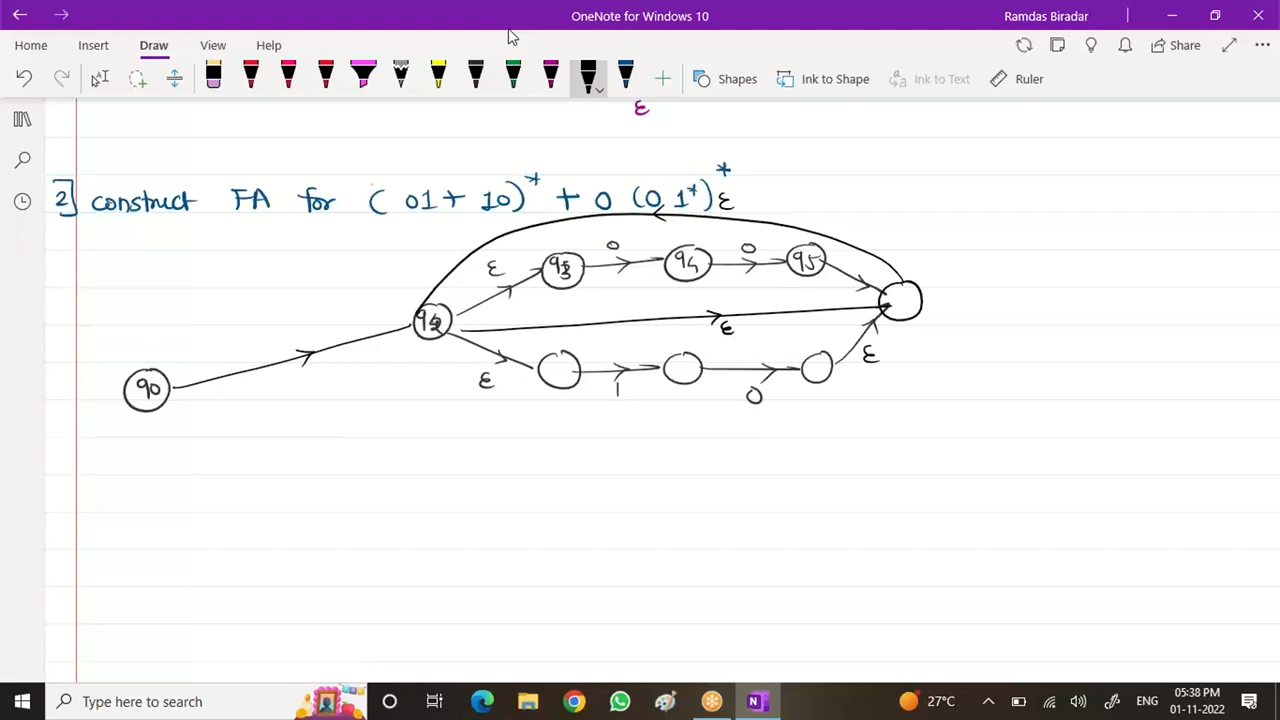 OneNote for Windows 10
Ramdas Biradar
Home Insert Draw View Help
Share
Shapes Ink to Shape Ink to Text Ruler
ε
2] construct FA for (01+10)* + 0 (01*)*
ε
ε 0 0
q3 q4 q5
q0
ε
ε 1 0 ε
Type here to search
27°C ENG 05:38 PM
01-11-2022